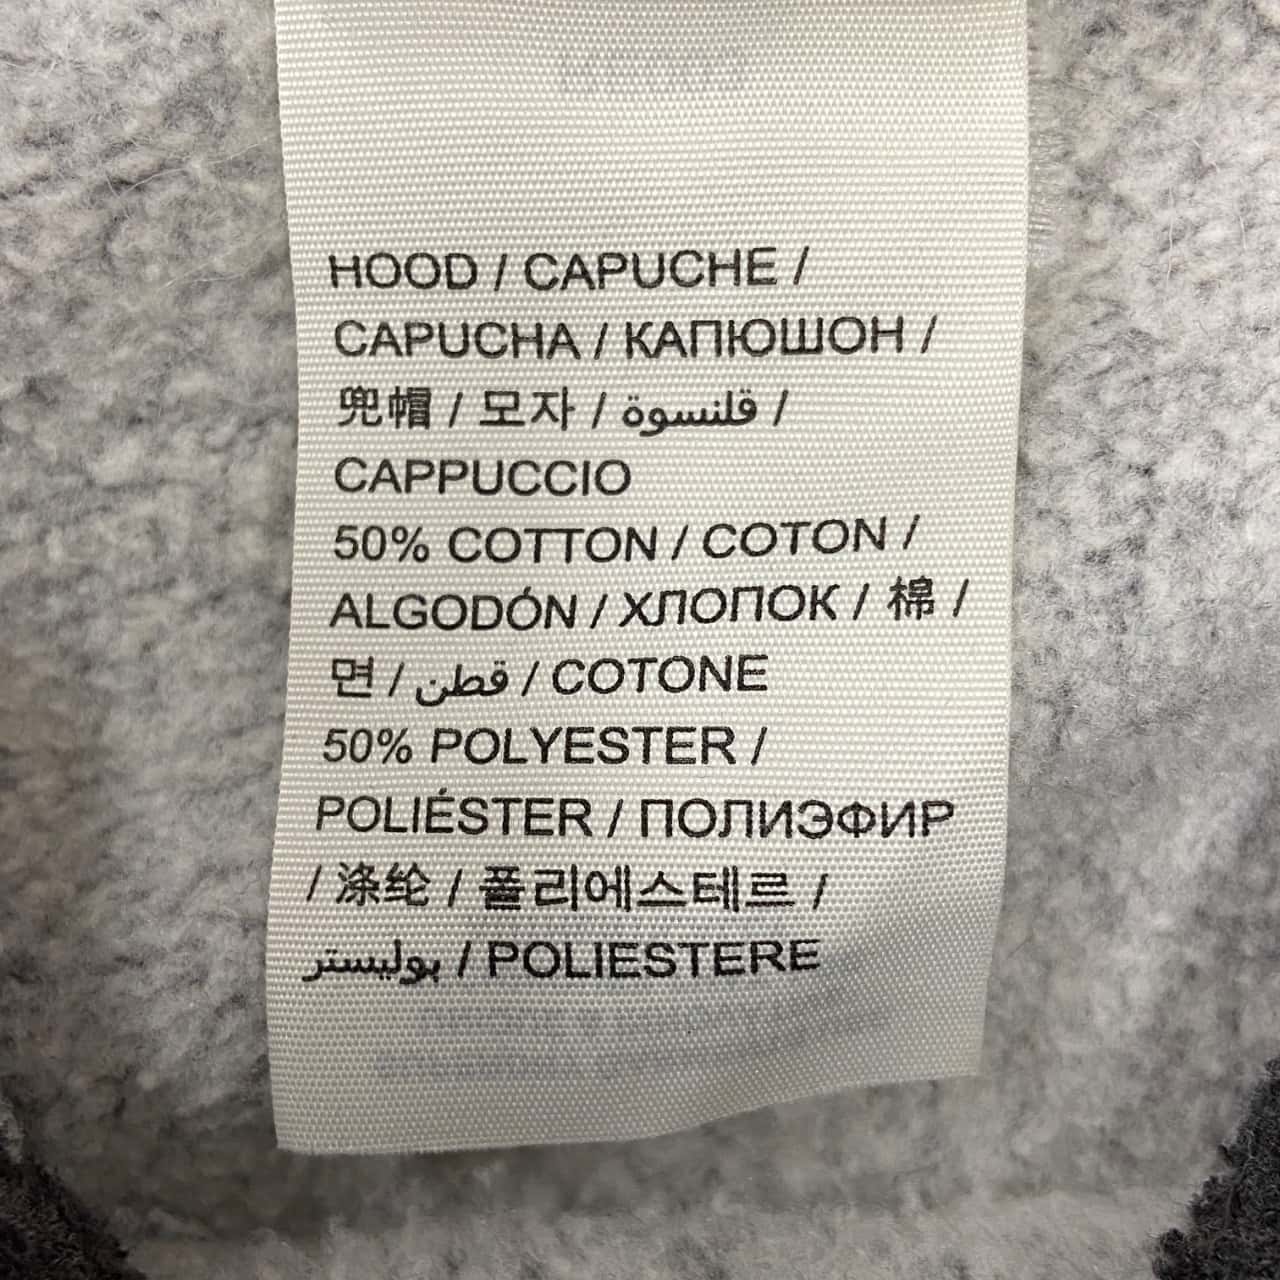 HOOD / CAPUCHE /
CAPUCHA / КАПЮШОН /
兜帽 / 모자 / قلنسوة /
CAPPUCCIO
50% COTTON / COTON /
ALGODÓN / ХЛОПОК / 棉 /
면 / قطن / COTONE
50% POLYESTER /
POLIÉSTER / ПОЛИЭФИР
/ 涤纶 / 폴리에스테르 /
بوليستر / POLIESTERE